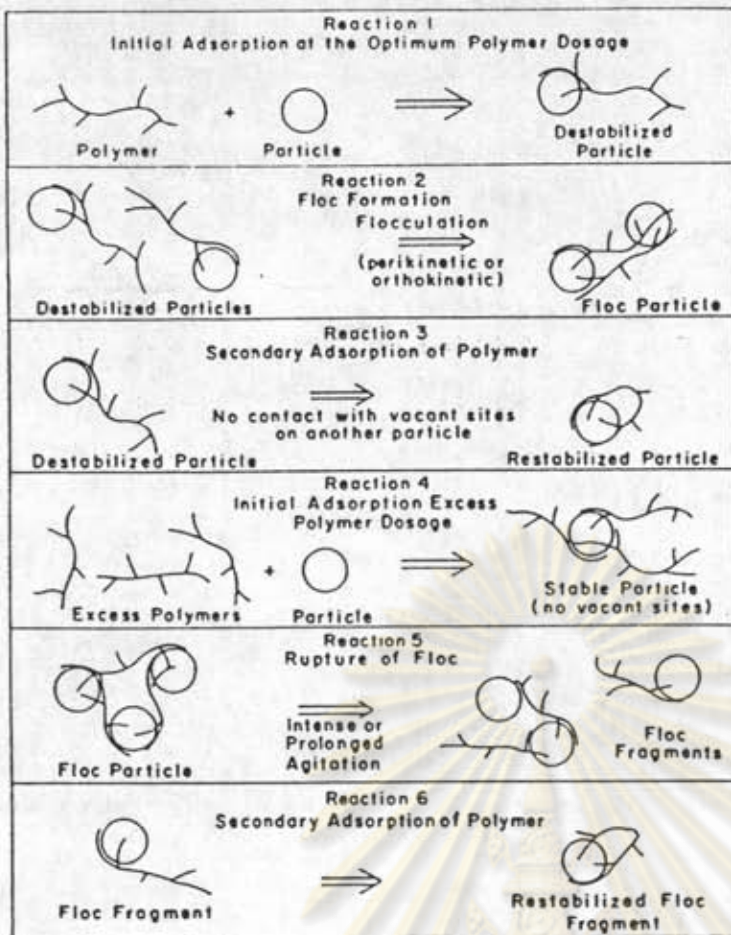 Reaction 1
Initial Adsorption at the Optimum Polymer Dosage
+
Polymer
Particle
Destabilized
Particle
Reaction 2
Floc Formation
Flocculation
(perikinetic or
orthokinetic)
Destabilized Particles
Floc Particle
Reaction 3
Secondary Adsorption of Polymer
No contact with vacant sites
on another particle
Destabilized Particle
Restabilized Particle
Reaction 4
Initial Adsorption Excess
Polymer Dosage
+
Excess Polymers
Particle
Stable Particle
(no vacant sites)
Reaction 5
Rupture of Floc
Intense or
Prolonged
Agitation
Floc Particle
Floc
Fragments
Reaction 6
Secondary Adsorption of Polymer
Floc Fragment
Restabilized Floc
Fragment